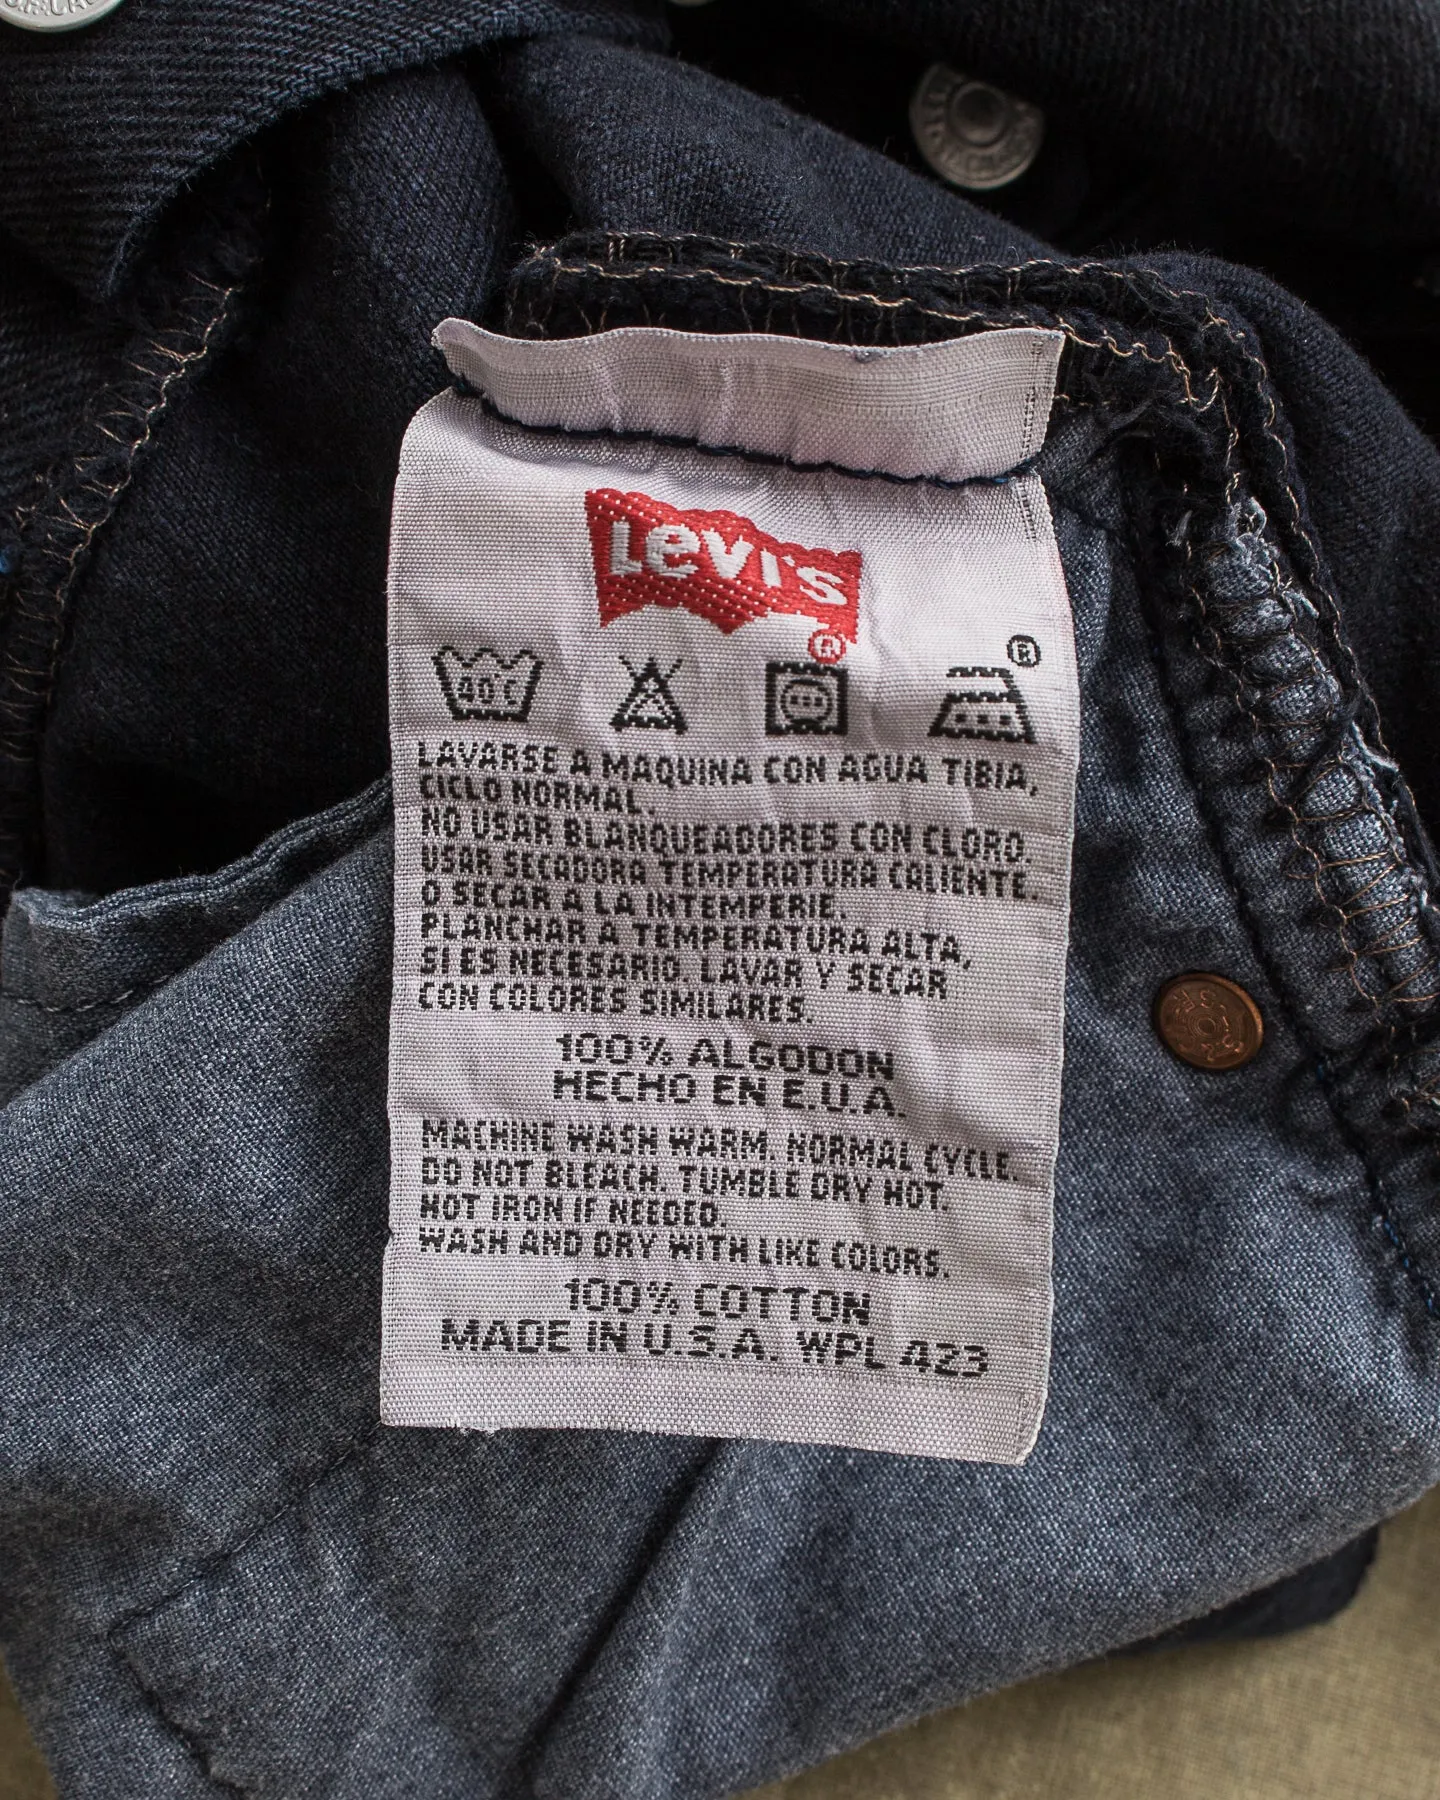 Levi's
®
®
40°C
LAVARSE A MAQUINA CON AGUA TIBIA,
CICLO NORMAL.
NO USAR BLANQUEADORES CON CLORO.
USAR SECADORA TEMPERATURA CALIENTE.
O SECAR A LA INTEMPERIE.
PLANCHAR A TEMPERATURA ALTA,
SI ES NECESARIO. LAVAR Y SECAR
CON COLORES SIMILARES.
100% ALGODON
HECHO EN E.U.A.
MACHINE WASH WARM. NORMAL CYCLE.
DO NOT BLEACH. TUMBLE DRY HOT.
HOT IRON IF NEEDED.
WASH AND DRY WITH LIKE COLORS.
100% COTTON
MADE IN U.S.A. WPL 423